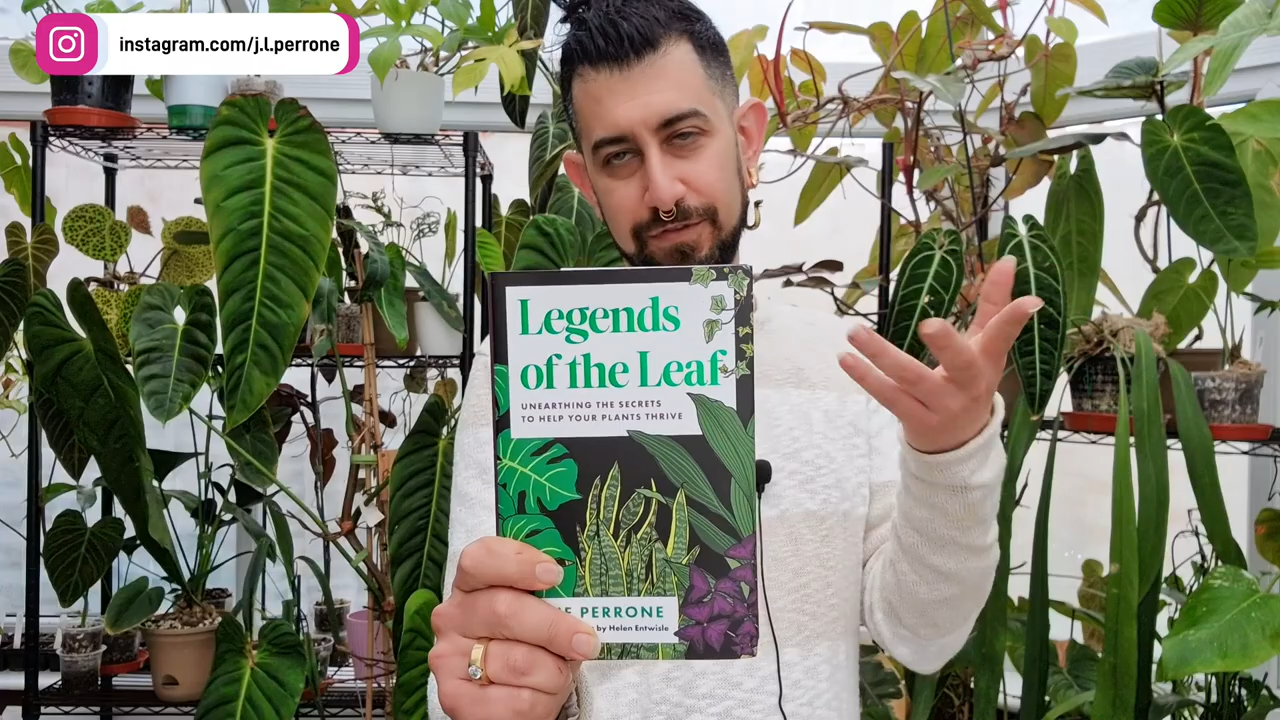 instagram.com/j.l.perrone
Legends
of the Leaf
UNEARTHING THE SECRETS
TO HELP YOUR PLANTS THRIVE
PERRONE
by Helen Entwisle